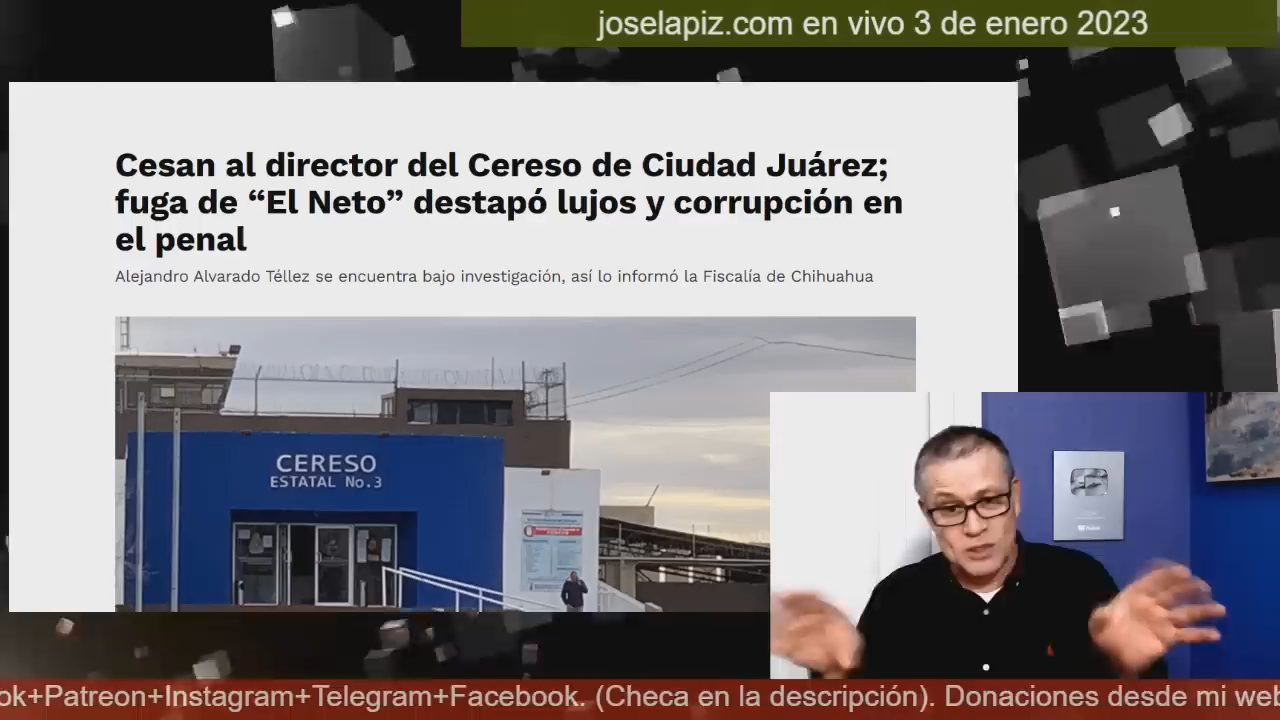 joselapiz.com en vivo 3 de enero 2023
Cesan al director del Cereso de Ciudad Juárez;
fuga de “El Neto” destapó lujos y corrupción en
el penal
Alejandro Alvarado Téllez se encuentra bajo investigación, así lo informó la Fiscalía de Chihuahua
CERESO
ESTATAL No.3
ok+Patreon+Instagram+Telegram+Facebook. (Checa en la descripción). Donaciones desde mi web